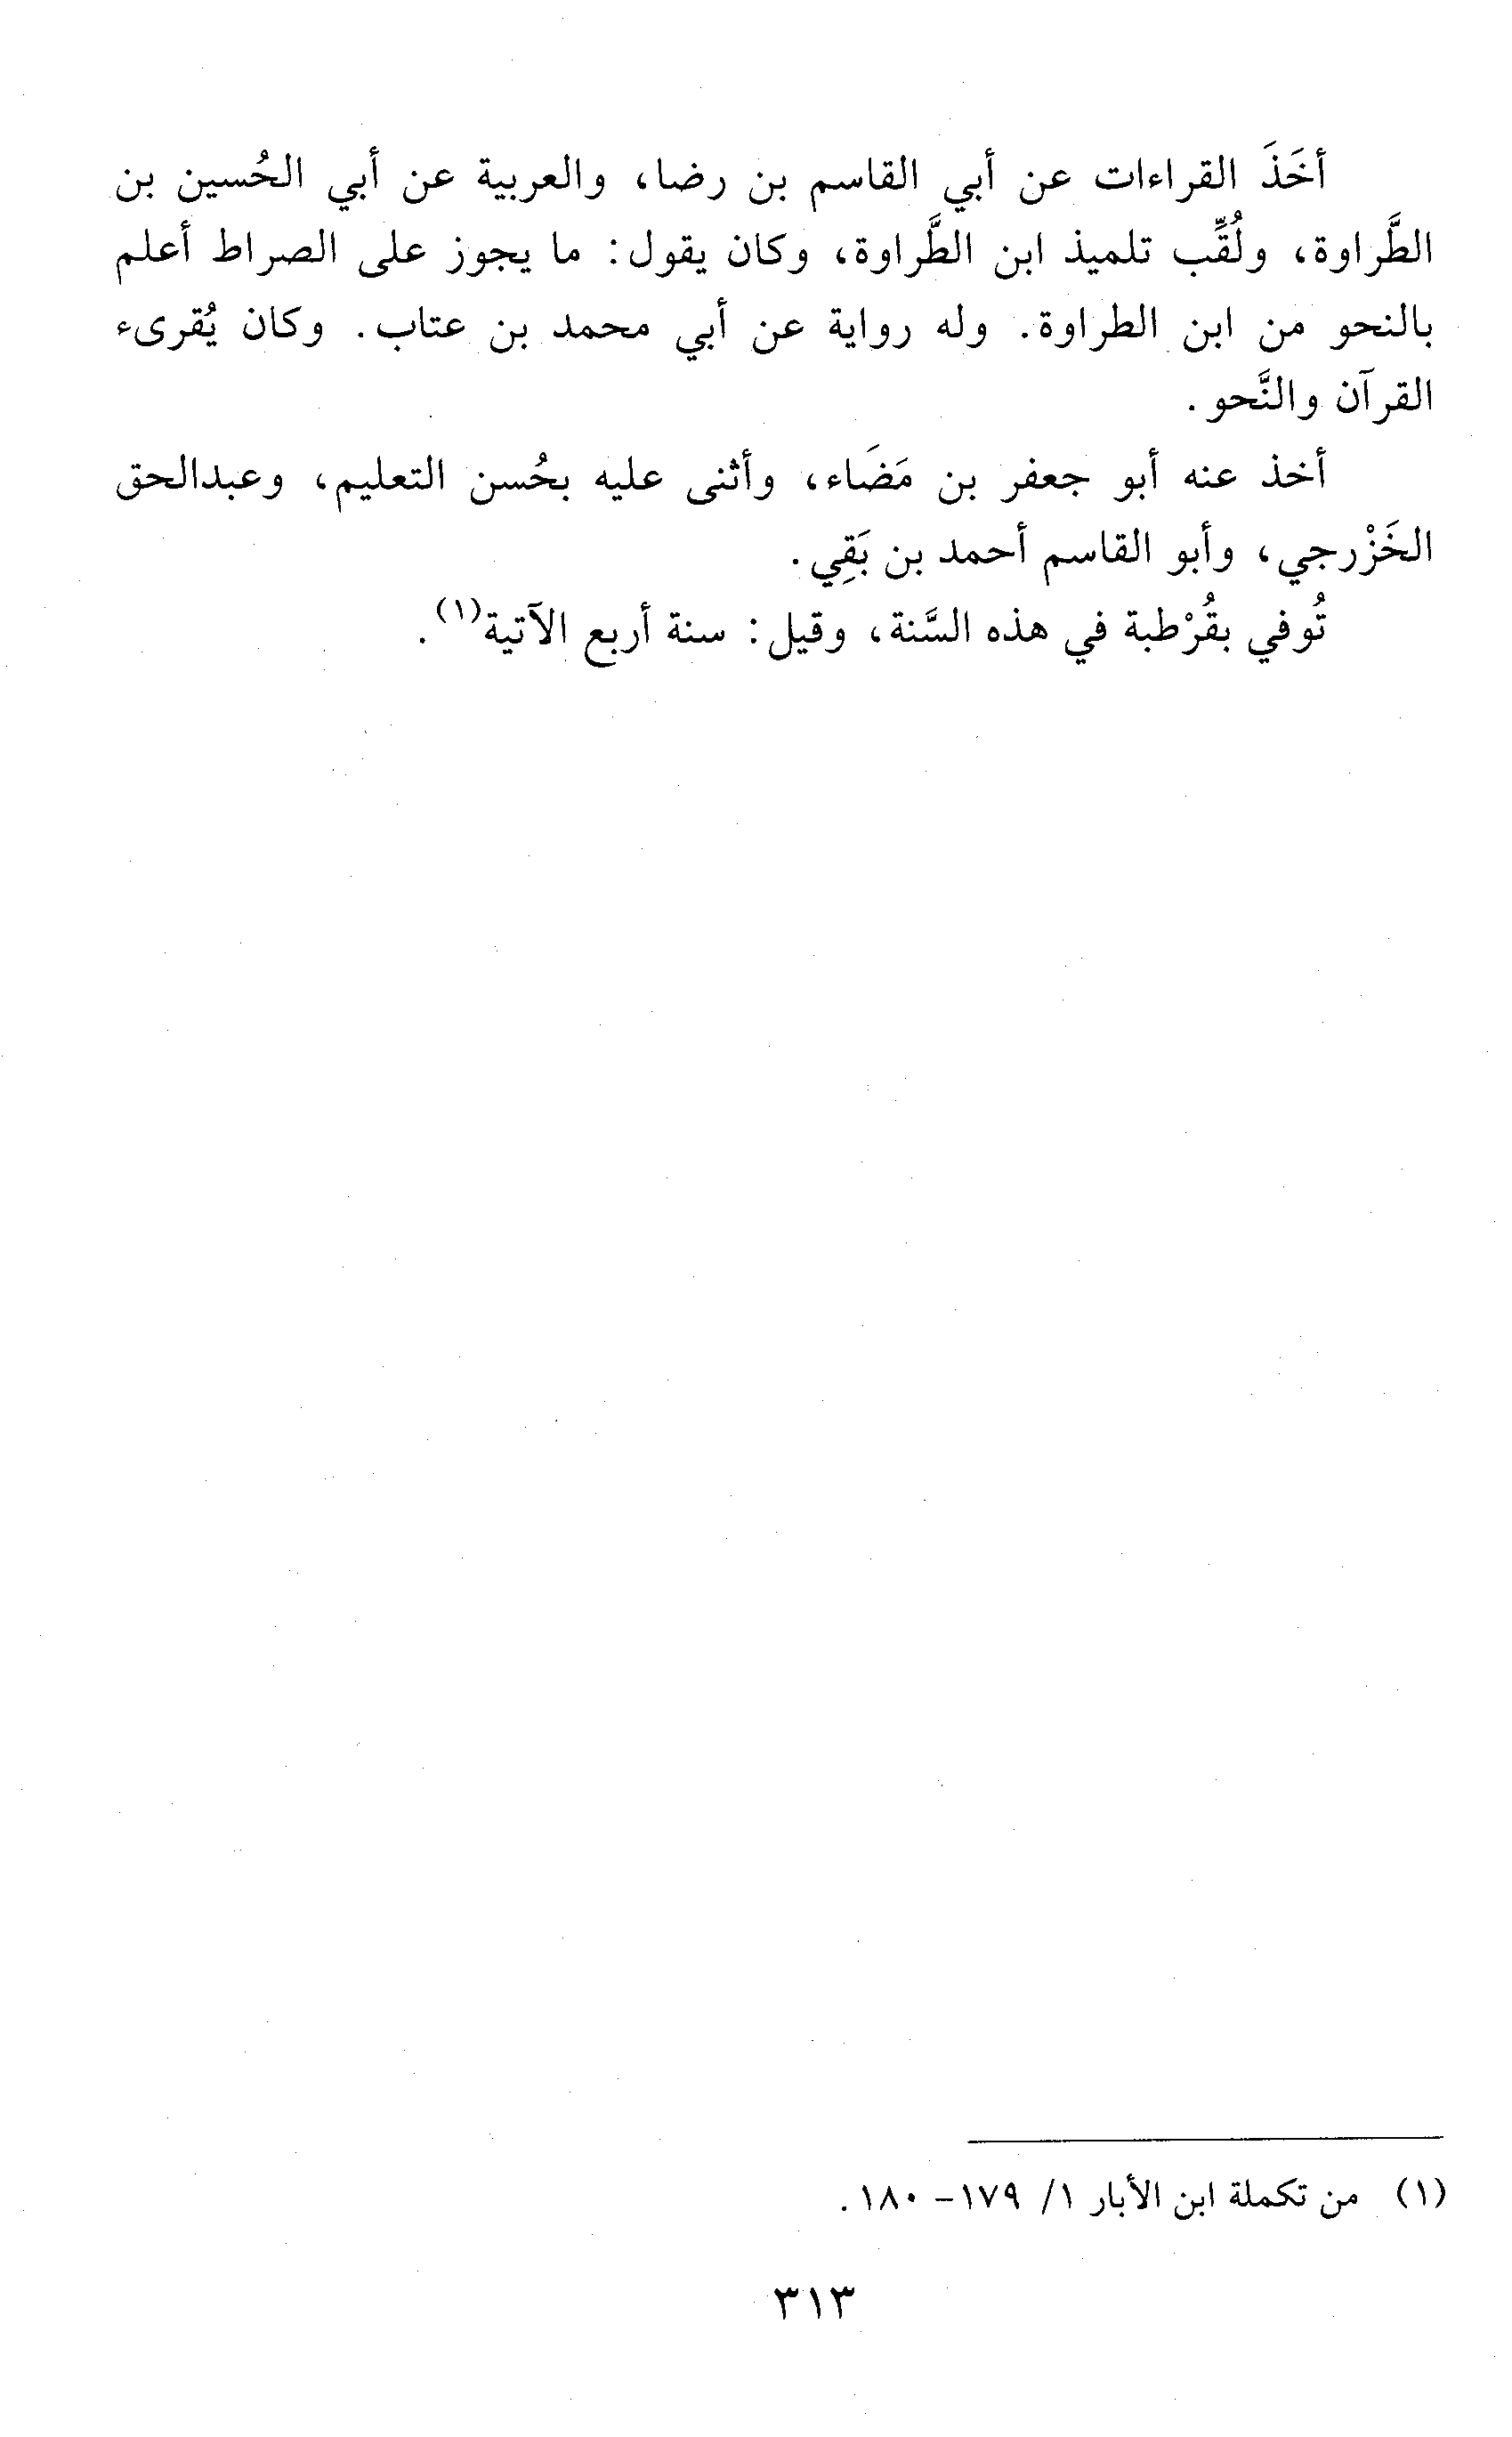 أخَذَ القراءات عن أبي القاسم بن رضا، والعربية عن أبي الحُسين بن
الطَّراوة، ولُقِّب تلميذ ابن الطَّراوة، وكان يقول: ما يجوز على الصراط أعلم
بالنحو من ابن الطراوة. وله رواية عن أبي محمد بن عتاب. وكان يُقرىء
القرآن والنَّحو.
أخذ عنه أبو جعفر بن مَضَاء، وأثنى عليه بحُسن التعليم، وعبدالحق
الخَزْرجي، وأبو القاسم أحمد بن بَقِي.
تُوفي بقُرْطبة في هذه السَّنة، وقيل: سنة أربع الآتية(١).
(١) من تكملة ابن الأبار ١/ ١٧٩- ١٨٠.
٣١٣